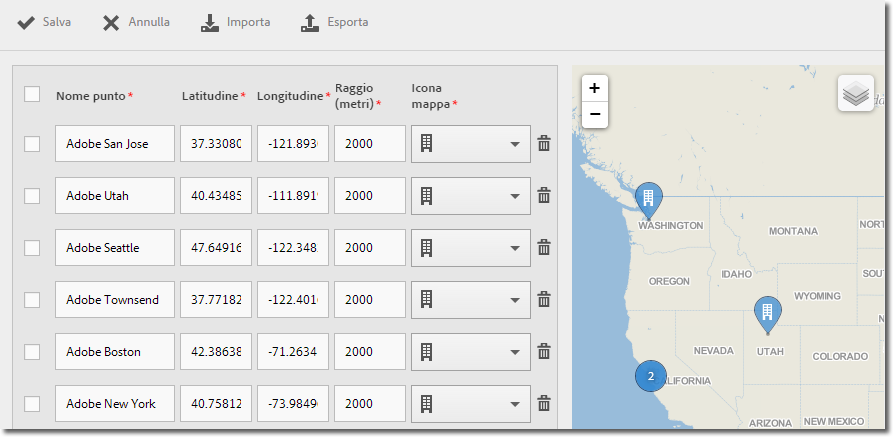 Salva Annulla Importa Esporta
Nome punto* Latitudine* Longitudine* Raggio (metri)* Icona mappa*
Adobe San Jose 37.33080 -121.893 2000
Adobe Utah 40.43485 -111.891 2000
Adobe Seattle 47.64916 -122.348 2000
Adobe Townsend 37.77182 -122.401 2000
Adobe Boston 42.38638 -71.2634 2000
Adobe New York 40.75812 -73.9849 2000
+
−
WASHINGTON
MONTANA
NORT
OREGON
IDAHO
SOU
WYOMING
NEVADA
UTAH
COLORADO
2
ALIFORNIA
ARIZONA
NEW MEXICO